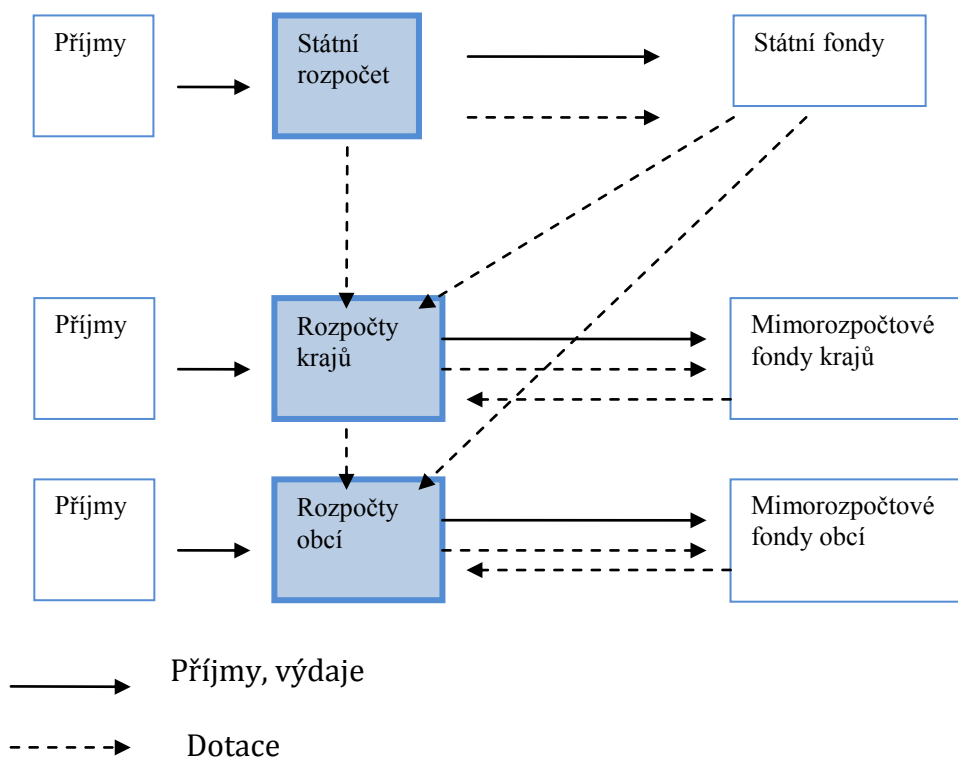 Příjmy
Státní
rozpočet
Státní fondy
Příjmy
Rozpočty
krajů
Mimorozpočtové
fondy krajů
Příjmy
Rozpočty
obcí
Mimorozpočtové
fondy obcí
Příjmy, výdaje
Dotace